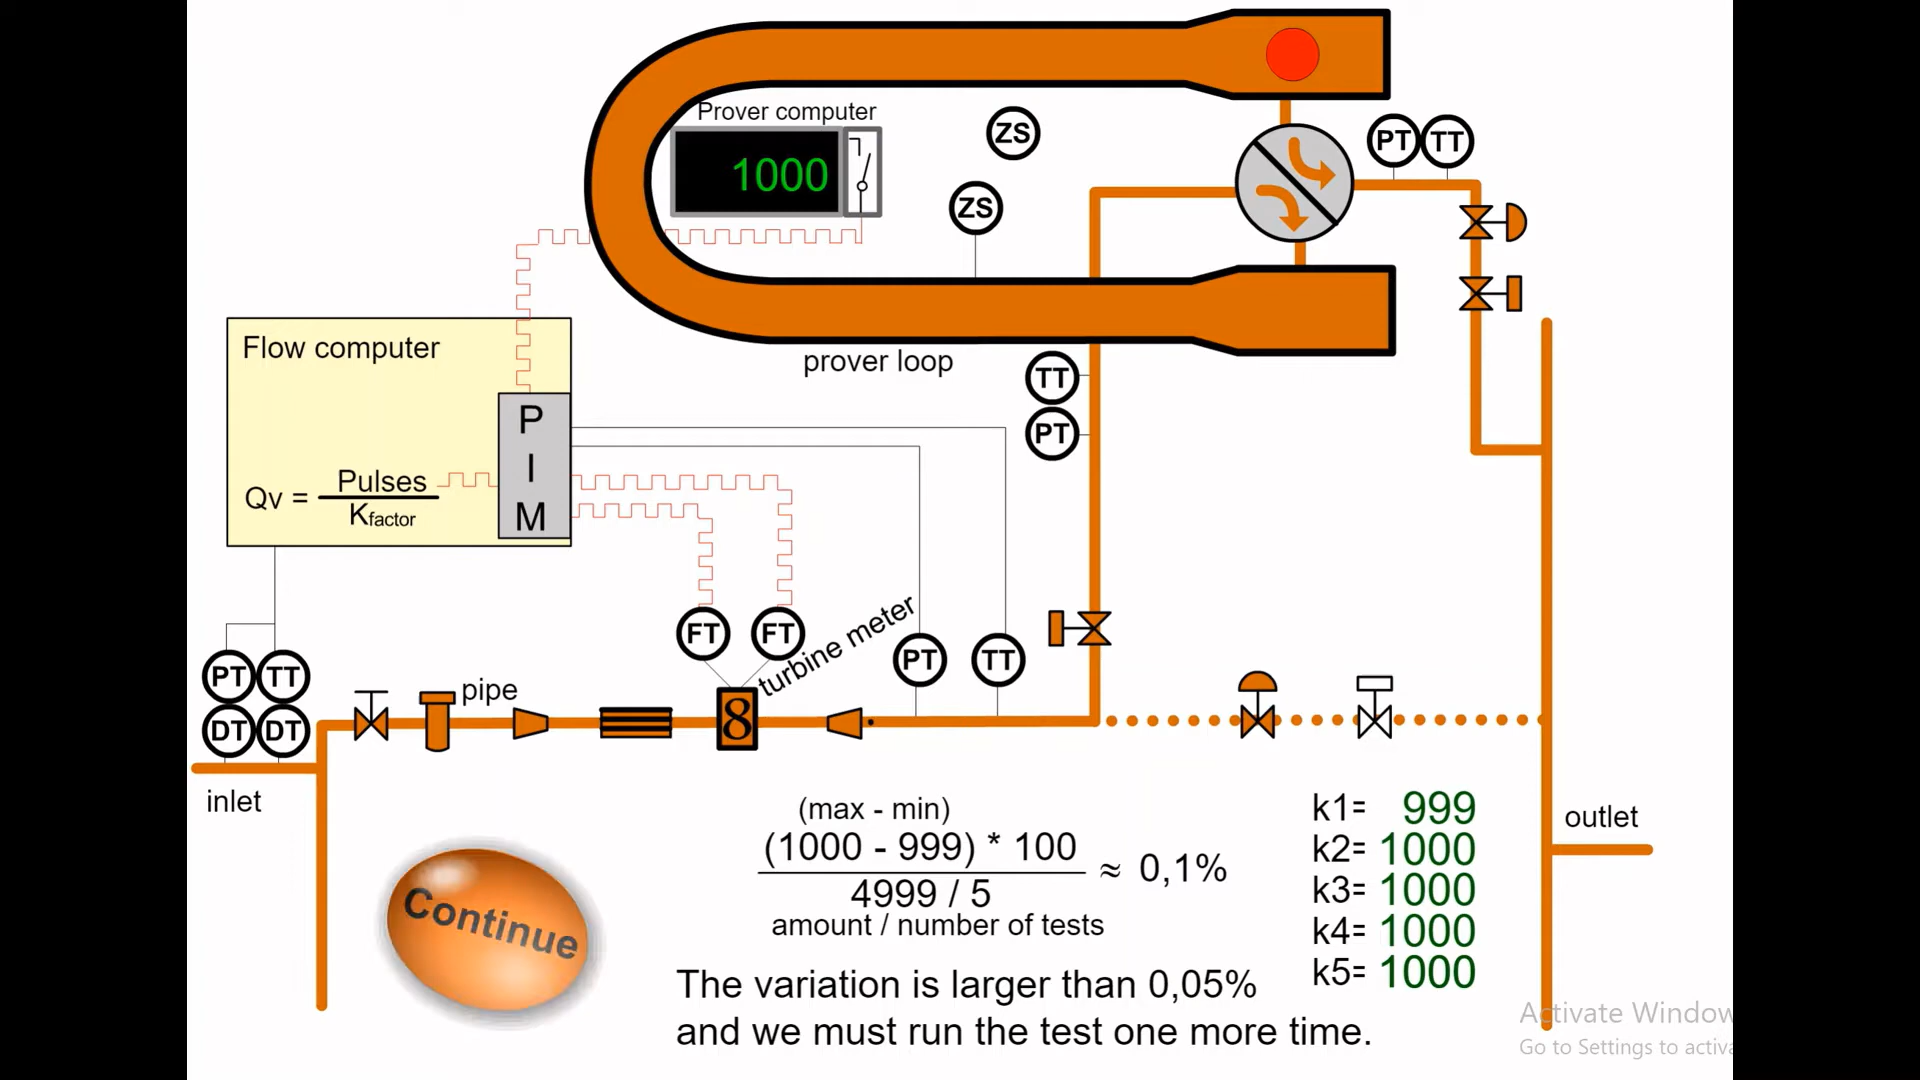 Prover computer
1000
ZS
ZS
PT TT
Flow computer
prover loop
TT
PT
P
I
M
Qv = Pulses
Kfactor
FT FT
turbine meter
PT TT
PT TT
DT DT
pipe
8
inlet
outlet
(max - min)
(1000 - 999) * 100
≈ 0,1%
4999 / 5
amount / number of tests
k1= 999
k2= 1000
k3= 1000
k4= 1000
k5= 1000
Continue
The variation is larger than 0,05%
and we must run the test one more time.
Activate Window
Go to Settings to activa